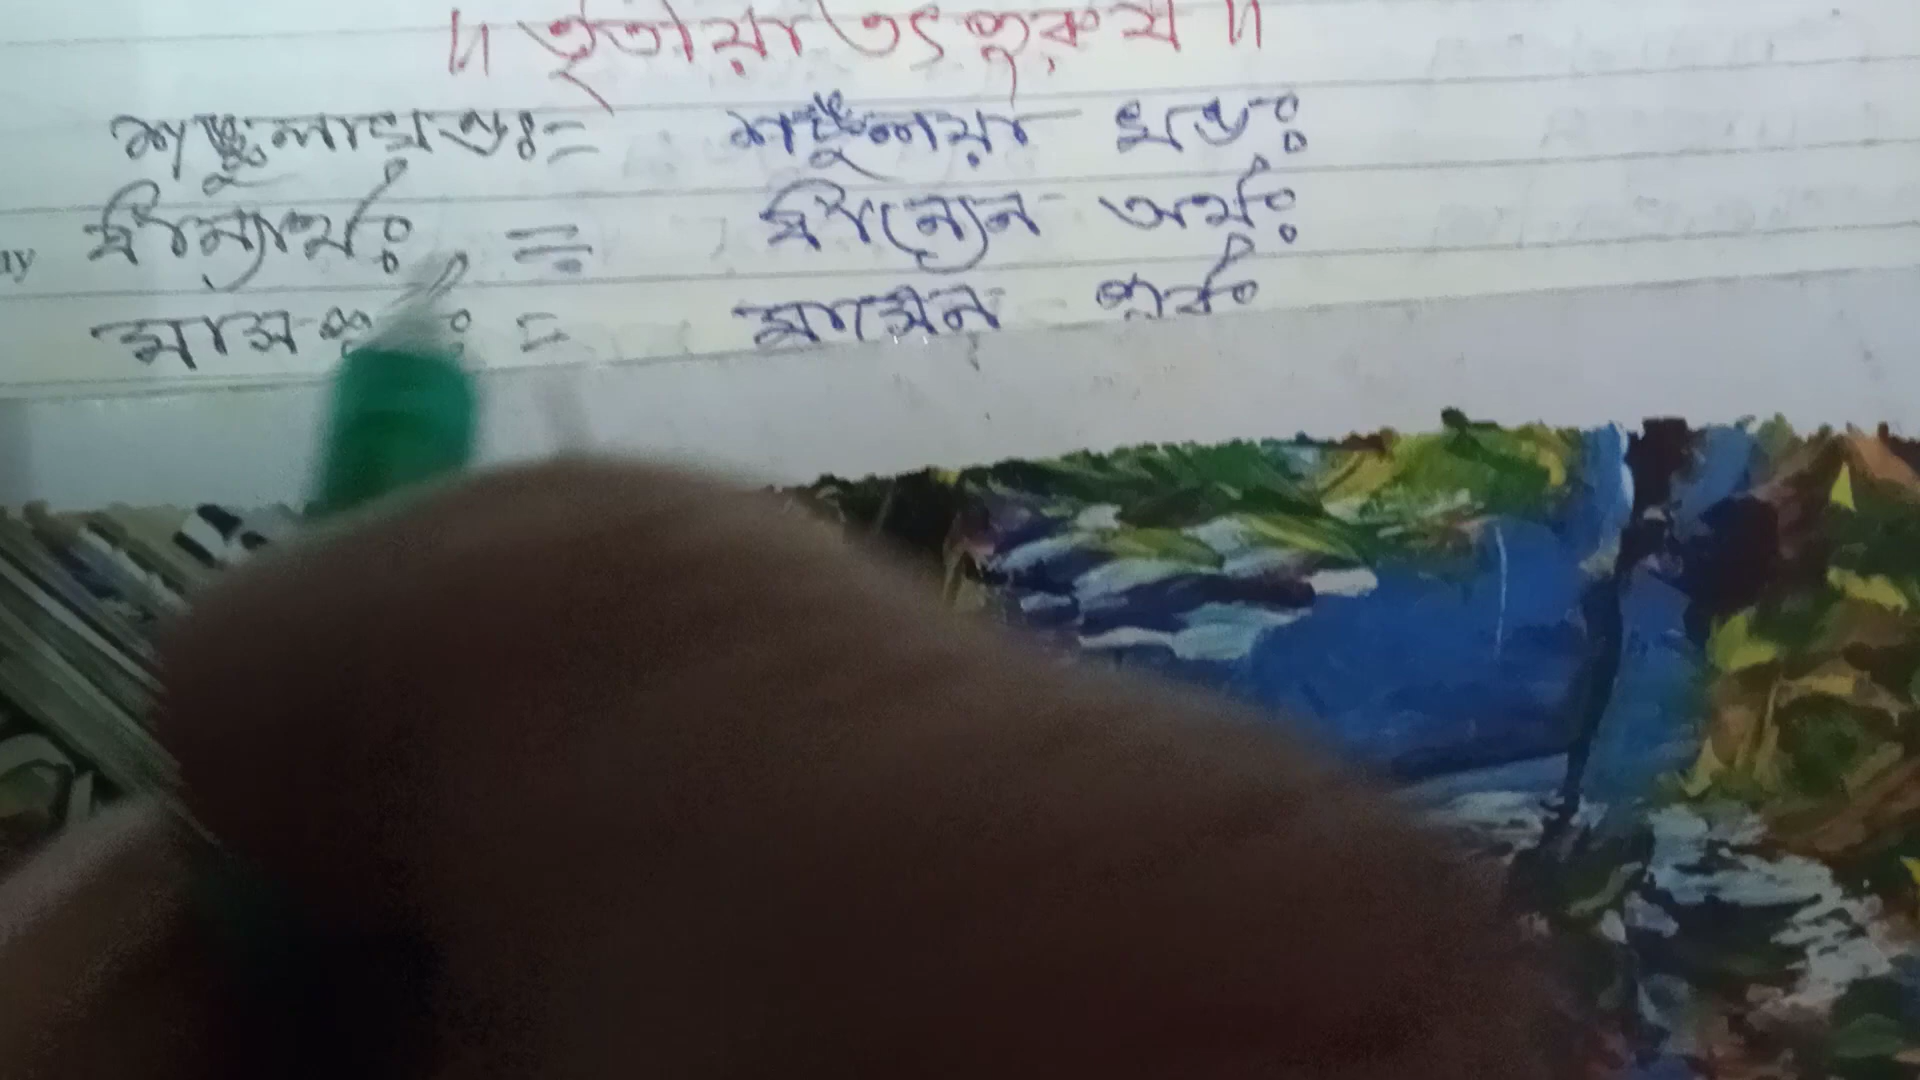 ॥ তৃতীয়া তৎপুরুষ ॥
শঙ্কুলাখণ্ডঃ = শঙ্কুলয়া খণ্ডঃ
ধান্যার্থঃ = ধান্যেন অর্থঃ
মাস = মাসেন পূর্বঃ